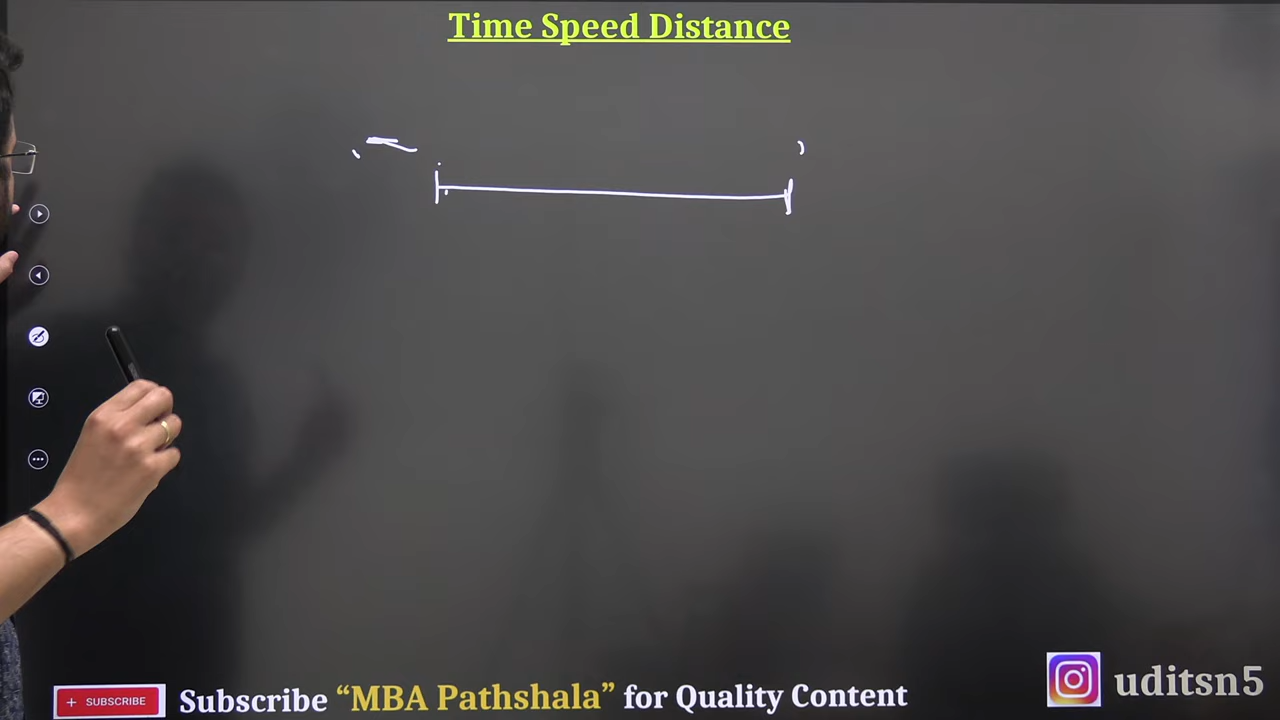 Time Speed Distance
+ SUBSCRIBE
Subscribe “MBA Pathshala” for Quality Content
uditsn5